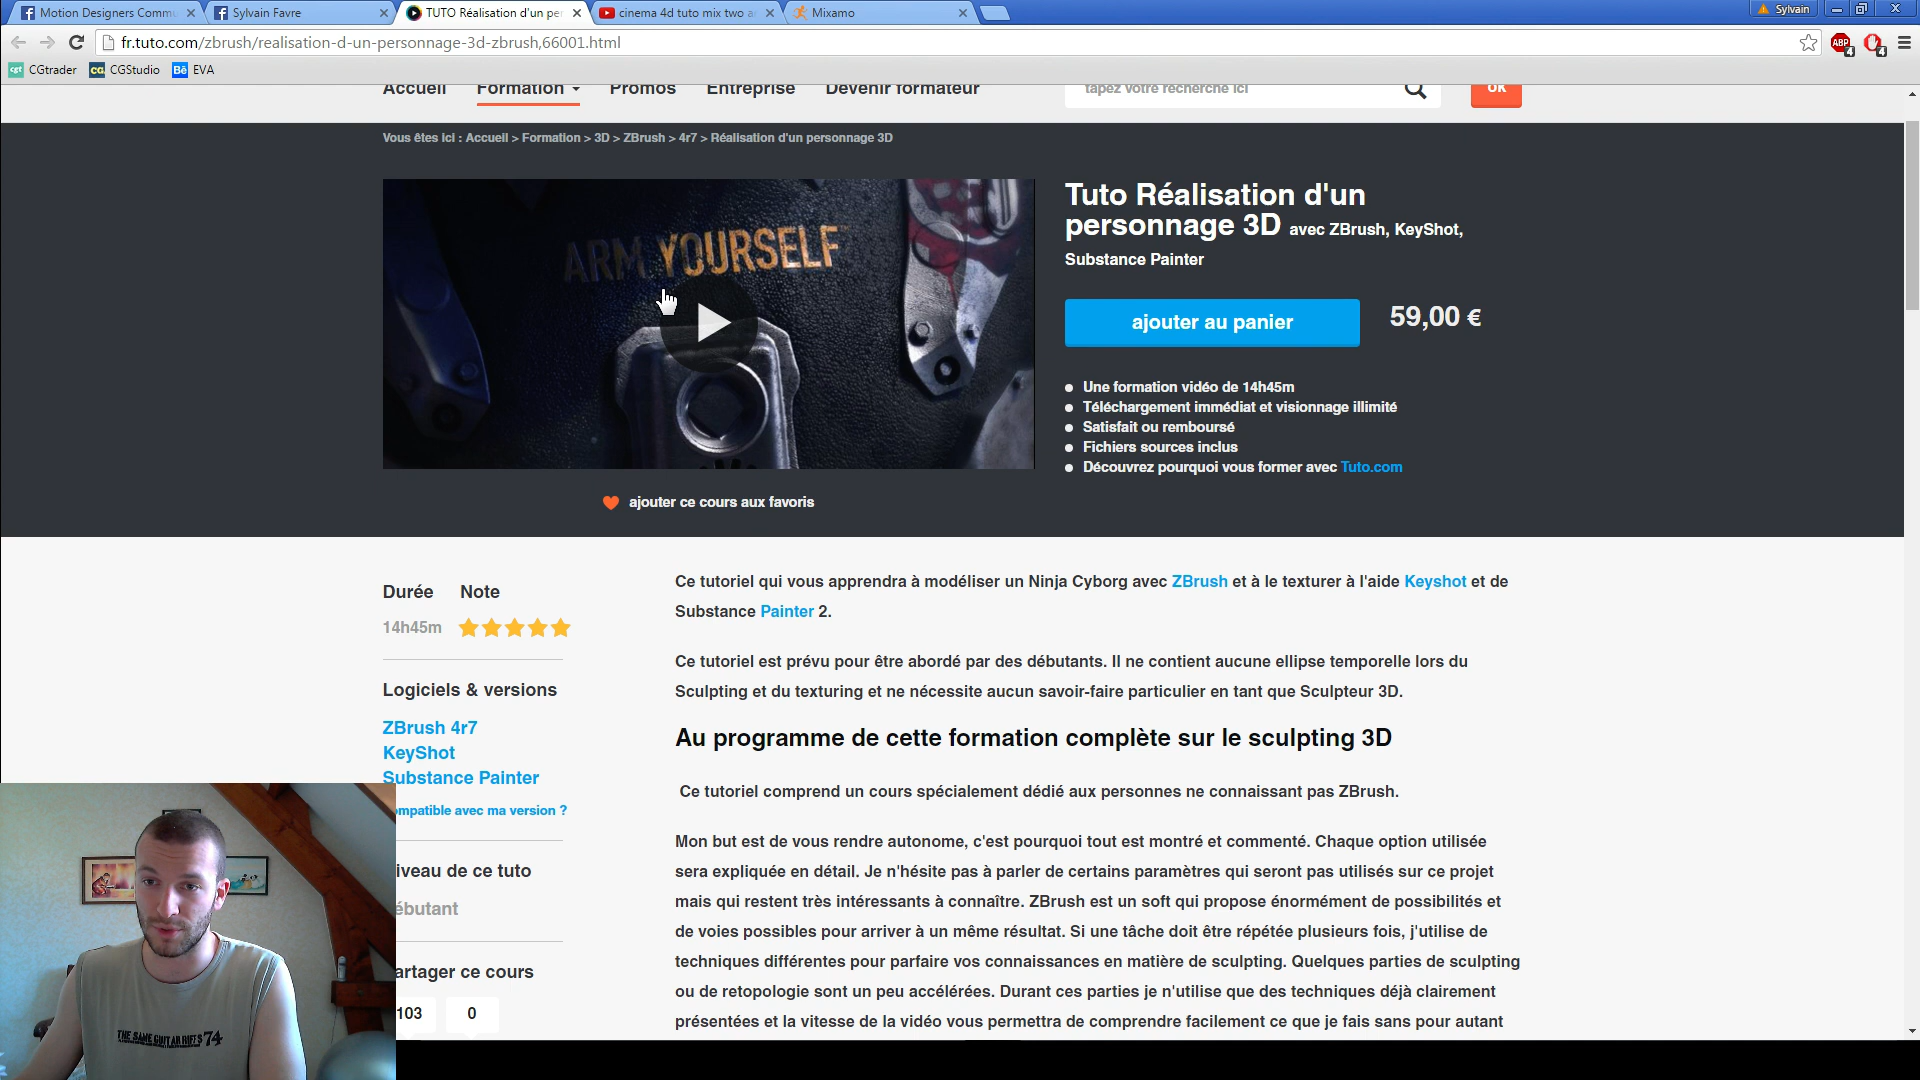 Motion Designers Commu
Sylvain Favre
TUTO Réalisation d'un per
cinema 4d tuto mix two a
Mixamo
Sylvain
fr.tuto.com/zbrush/realisation-d-un-personnage-3d-zbrush,66001.html
ABP
4
4
cgt CGtrader
CG CGStudio
Bē EVA
Accueil
Formation
Promos
Entreprise
Devenir formateur
tapez votre recherche ici
ok
Vous êtes ici : Accueil > Formation > 3D > ZBrush > 4r7 > Réalisation d'un personnage 3D
ARM YOURSELF
Tuto Réalisation d'un
personnage 3D avec ZBrush, KeyShot,
Substance Painter
ajouter au panier
59,00 €
Une formation vidéo de 14h45m
Téléchargement immédiat et visionnage illimité
Satisfait ou remboursé
Fichiers sources inclus
Découvrez pourquoi vous former avec Tuto.com
ajouter ce cours aux favoris
Durée Note
14h45m
Logiciels & versions
ZBrush 4r7
KeyShot
Substance Painter
ompatible avec ma version ?
iveau de ce tuto
ébutant
artager ce cours
103
0
Ce tutoriel qui vous apprendra à modéliser un Ninja Cyborg avec ZBrush et à le texturer à l'aide Keyshot et de
Substance Painter 2.
Ce tutoriel est prévu pour être abordé par des débutants. Il ne contient aucune ellipse temporelle lors du
Sculpting et du texturing et ne nécessite aucun savoir-faire particulier en tant que Sculpteur 3D.
Au programme de cette formation complète sur le sculpting 3D
Ce tutoriel comprend un cours spécialement dédié aux personnes ne connaissant pas ZBrush.
Mon but est de vous rendre autonome, c'est pourquoi tout est montré et commenté. Chaque option utilisée
sera expliquée en détail. Je n'hésite pas à parler de certains paramètres qui seront pas utilisés sur ce projet
mais qui restent très intéressants à connaître. ZBrush est un soft qui propose énormément de possibilités et
de voies possibles pour arriver à un même résultat. Si une tâche doit être répétée plusieurs fois, j'utilise de
techniques différentes pour parfaire vos connaissances en matière de sculpting. Quelques parties de sculpting
ou de retopologie sont un peu accélérées. Durant ces parties je n'utilise que des techniques déjà clairement
présentées et la vitesse de la vidéo vous permettra de comprendre facilement ce que je fais sans pour autant
THE SAME GUITAR RIFFS 74